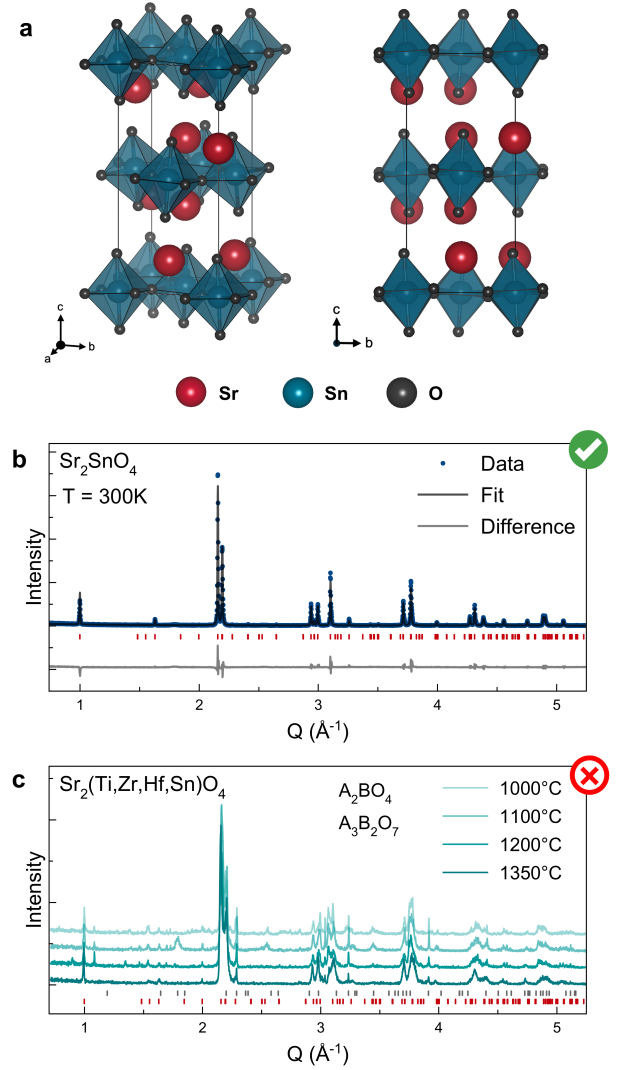 a
c
a
b
c
b
Sr
Sn
O
b
Sr₂SnO₄
T = 300K
Data
Fit
Difference
Intensity
1
2
3
4
5
Q (Å⁻¹)
c
Sr₂(Ti,Zr,Hf,Sn)O₄
A₂BO₄
A₃B₂O₇
1000°C
1100°C
1200°C
1350°C
Intensity
1
2
3
4
5
Q (Å⁻¹)